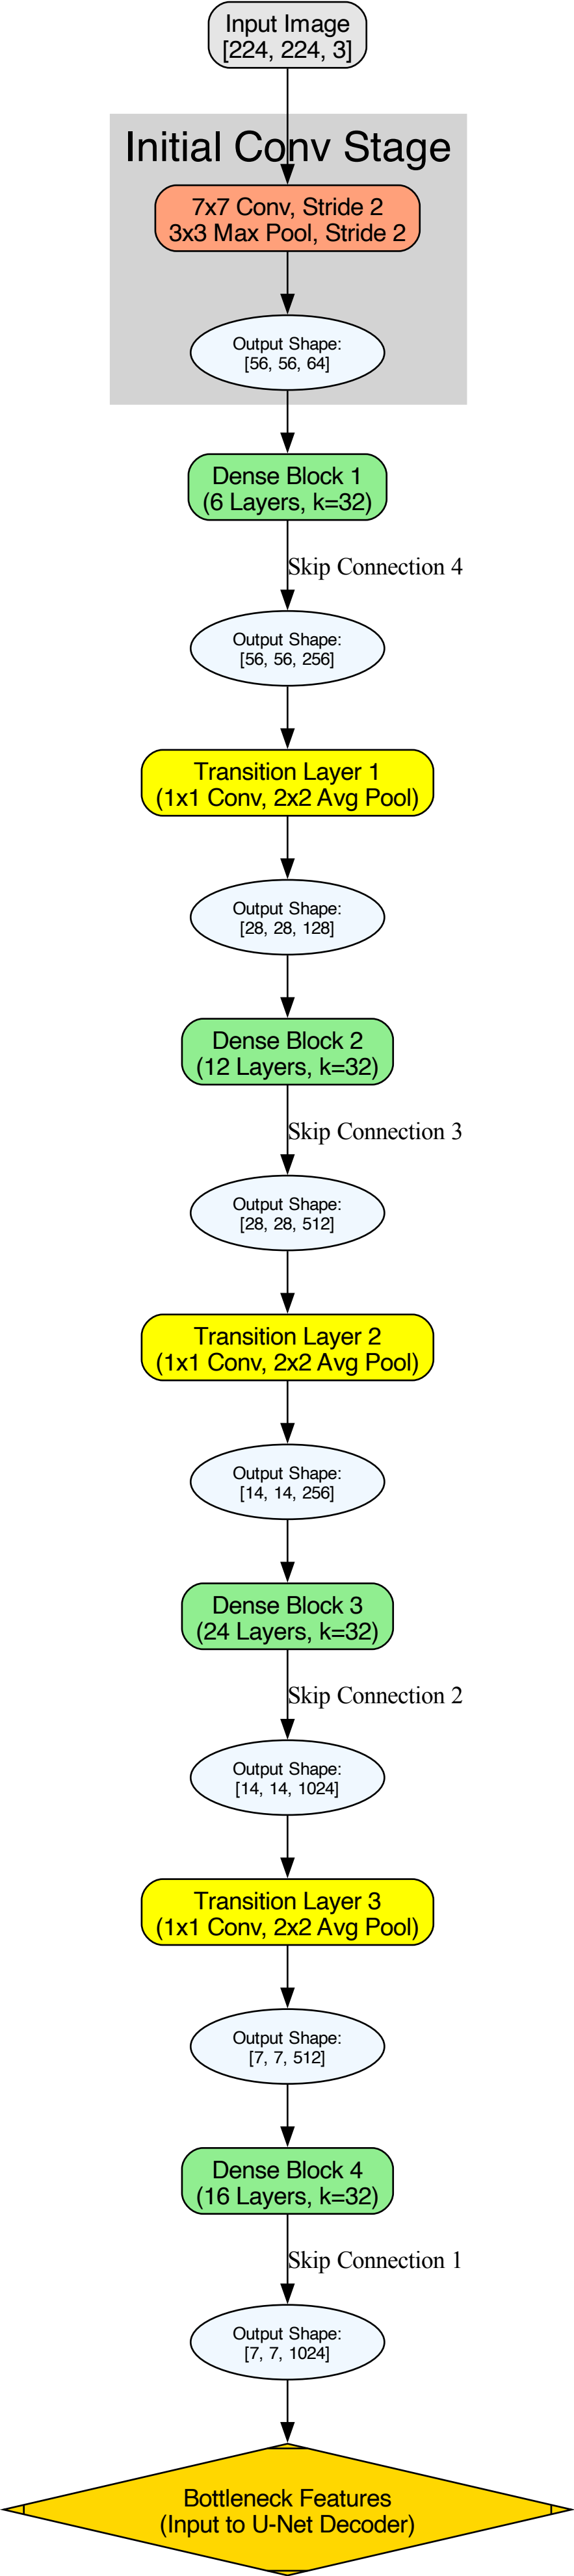 Input Image
[224, 224, 3]
Initial Conv Stage
7x7 Conv, Stride 2
3x3 Max Pool, Stride 2
Output Shape:
[56, 56, 64]
Dense Block 1
(6 Layers, k=32)
Skip Connection 4
Output Shape:
[56, 56, 256]
Transition Layer 1
(1x1 Conv, 2x2 Avg Pool)
Output Shape:
[28, 28, 128]
Dense Block 2
(12 Layers, k=32)
Skip Connection 3
Output Shape:
[28, 28, 512]
Transition Layer 2
(1x1 Conv, 2x2 Avg Pool)
Output Shape:
[14, 14, 256]
Dense Block 3
(24 Layers, k=32)
Skip Connection 2
Output Shape:
[14, 14, 1024]
Transition Layer 3
(1x1 Conv, 2x2 Avg Pool)
Output Shape:
[7, 7, 512]
Dense Block 4
(16 Layers, k=32)
Skip Connection 1
Output Shape:
[7, 7, 1024]
Bottleneck Features
(Input to U-Net Decoder)